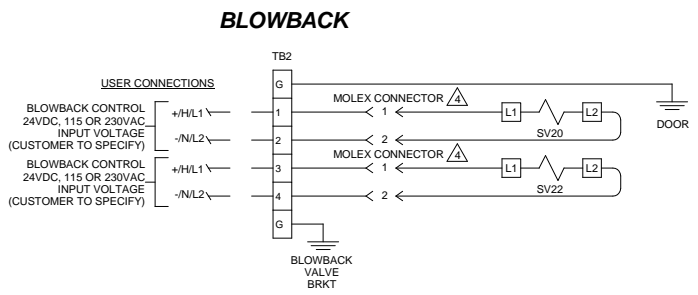 BLOWBACK
TB2
USER CONNECTIONS
G
DOOR
BLOWBACK CONTROL
24VDC, 115 OR 230VAC
INPUT VOLTAGE
(CUSTOMER TO SPECIFY)
+/H/L1
1
MOLEX CONNECTOR 4
1
L1
L2
-/N/L2
2
2
SV20
BLOWBACK CONTROL
24VDC, 115 OR 230VAC
INPUT VOLTAGE
(CUSTOMER TO SPECIFY)
+/H/L1
3
MOLEX CONNECTOR 4
1
L1
L2
-/N/L2
4
2
SV22
G
BLOWBACK
VALVE
BRKT